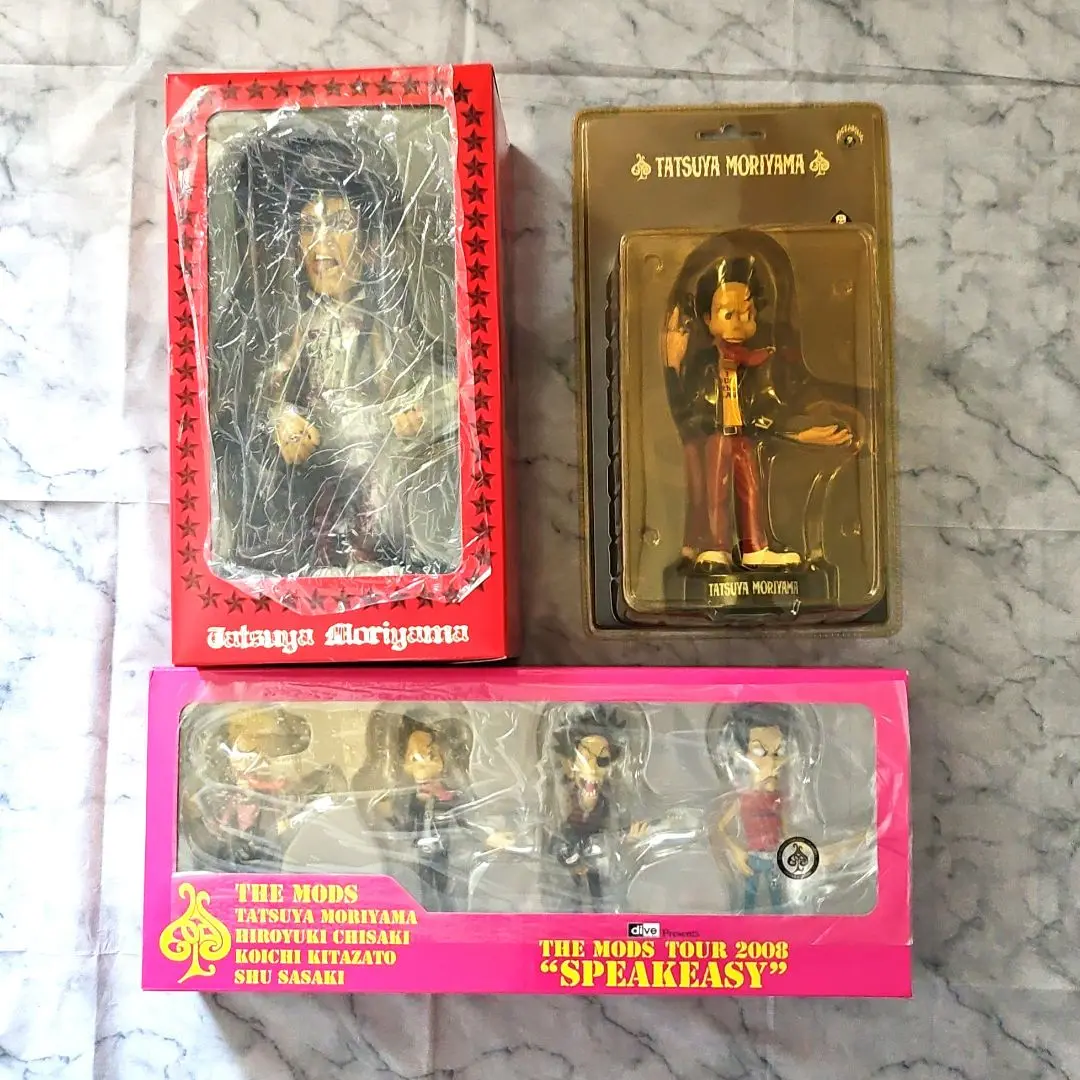 Tatsuya Moriyama
TATSUYA MORIYAMA
TATSUYA MORIYAMA
THE MODS
TATSUYA MORIYAMA
HIROYUKI CHISAKI
KOICHI KITAZATO
SHU SASAKI
dive Presents
THE MODS TOUR 2008
"SPEAKEASY"